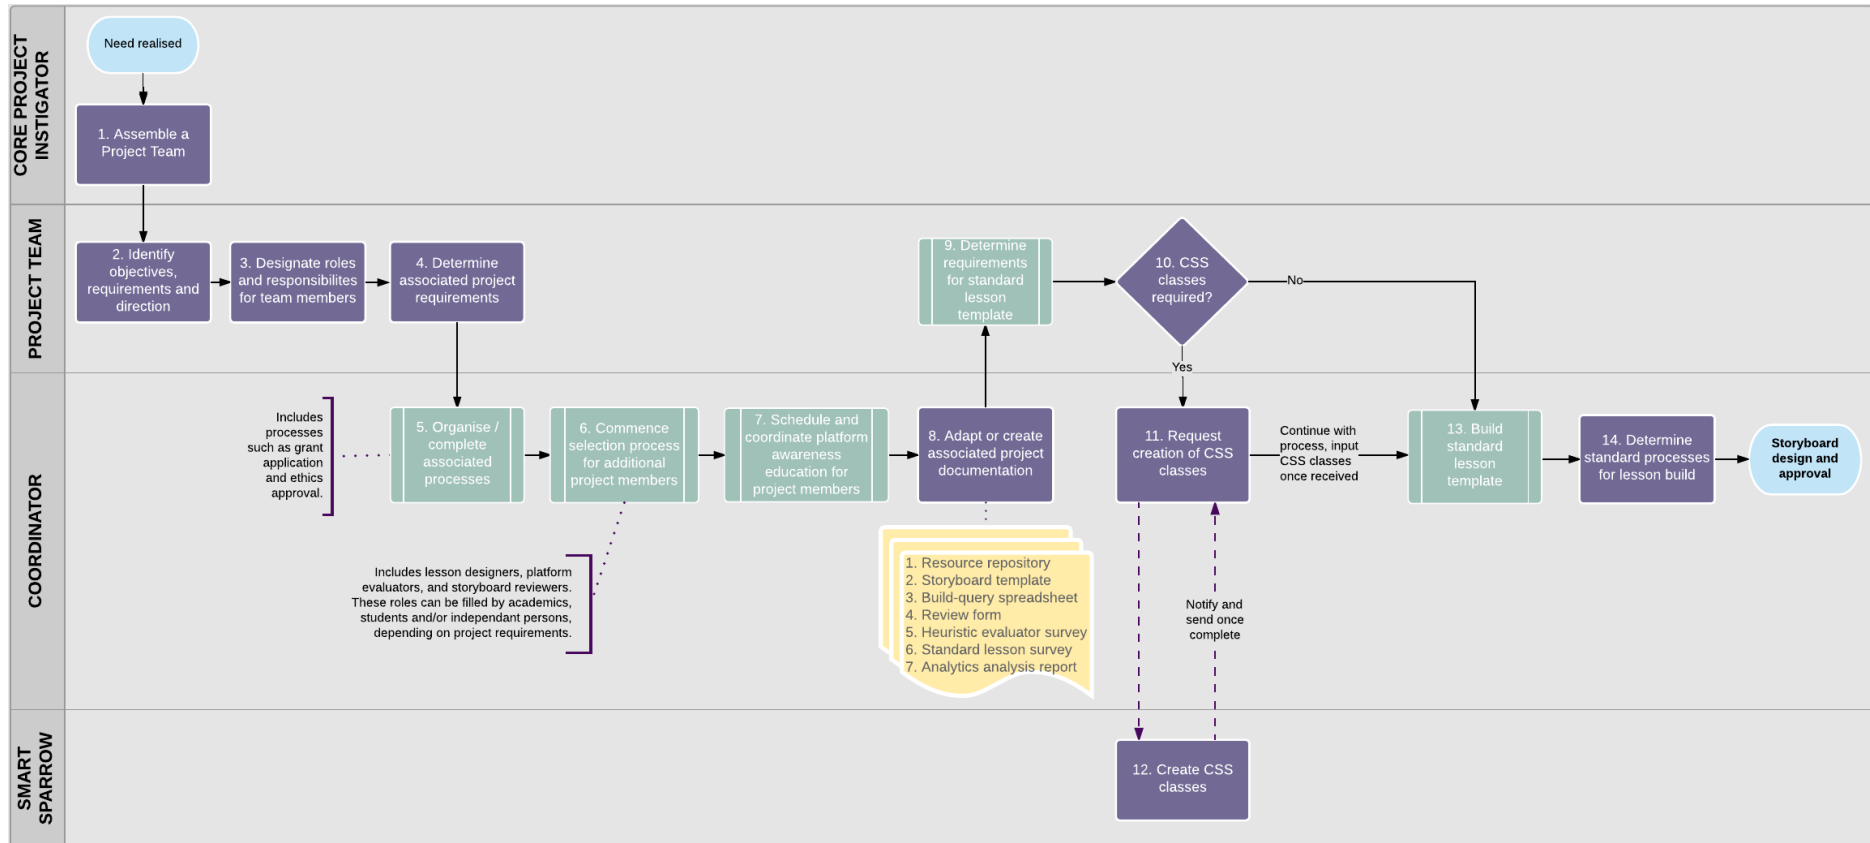 CORE PROJECT
INSTIGATOR
Need realised
1. Assemble a
Project Team
PROJECT TEAM
2. Identify
objectives,
requirements and
direction
3. Designate roles
and responsibilites
for team members
4. Determine
associated project
requirements
9. Determine
requirements
for standard
lesson
template
10. CSS
classes
required?
No
Yes
COORDINATOR
Includes
processes
such as grant
application
and ethics
approval.
5. Organise /
complete
associated
processes
6. Commence
selection process
for additional
project members
7. Schedule and
coordinate platform
awareness
education for
project members
8. Adapt or create
associated project
documentation
11. Request
creation of CSS
classes
Continue with
process, input
CSS classes
once received
13. Build
standard
lesson
template
14. Determine
standard processes
for lesson build
Storyboard
design and
approval
Includes lesson designers, platform
evaluators, and storyboard reviewers.
These roles can be filled by academics,
students and/or independant persons,
depending on project requirements.
1. Resource repository
2. Storyboard template
3. Build-query spreadsheet
4. Review form
5. Heuristic evaluator survey
6. Standard lesson survey
7. Analytics analysis report
Notify and
send once
complete
SMART
SPARROW
12. Create CSS
classes